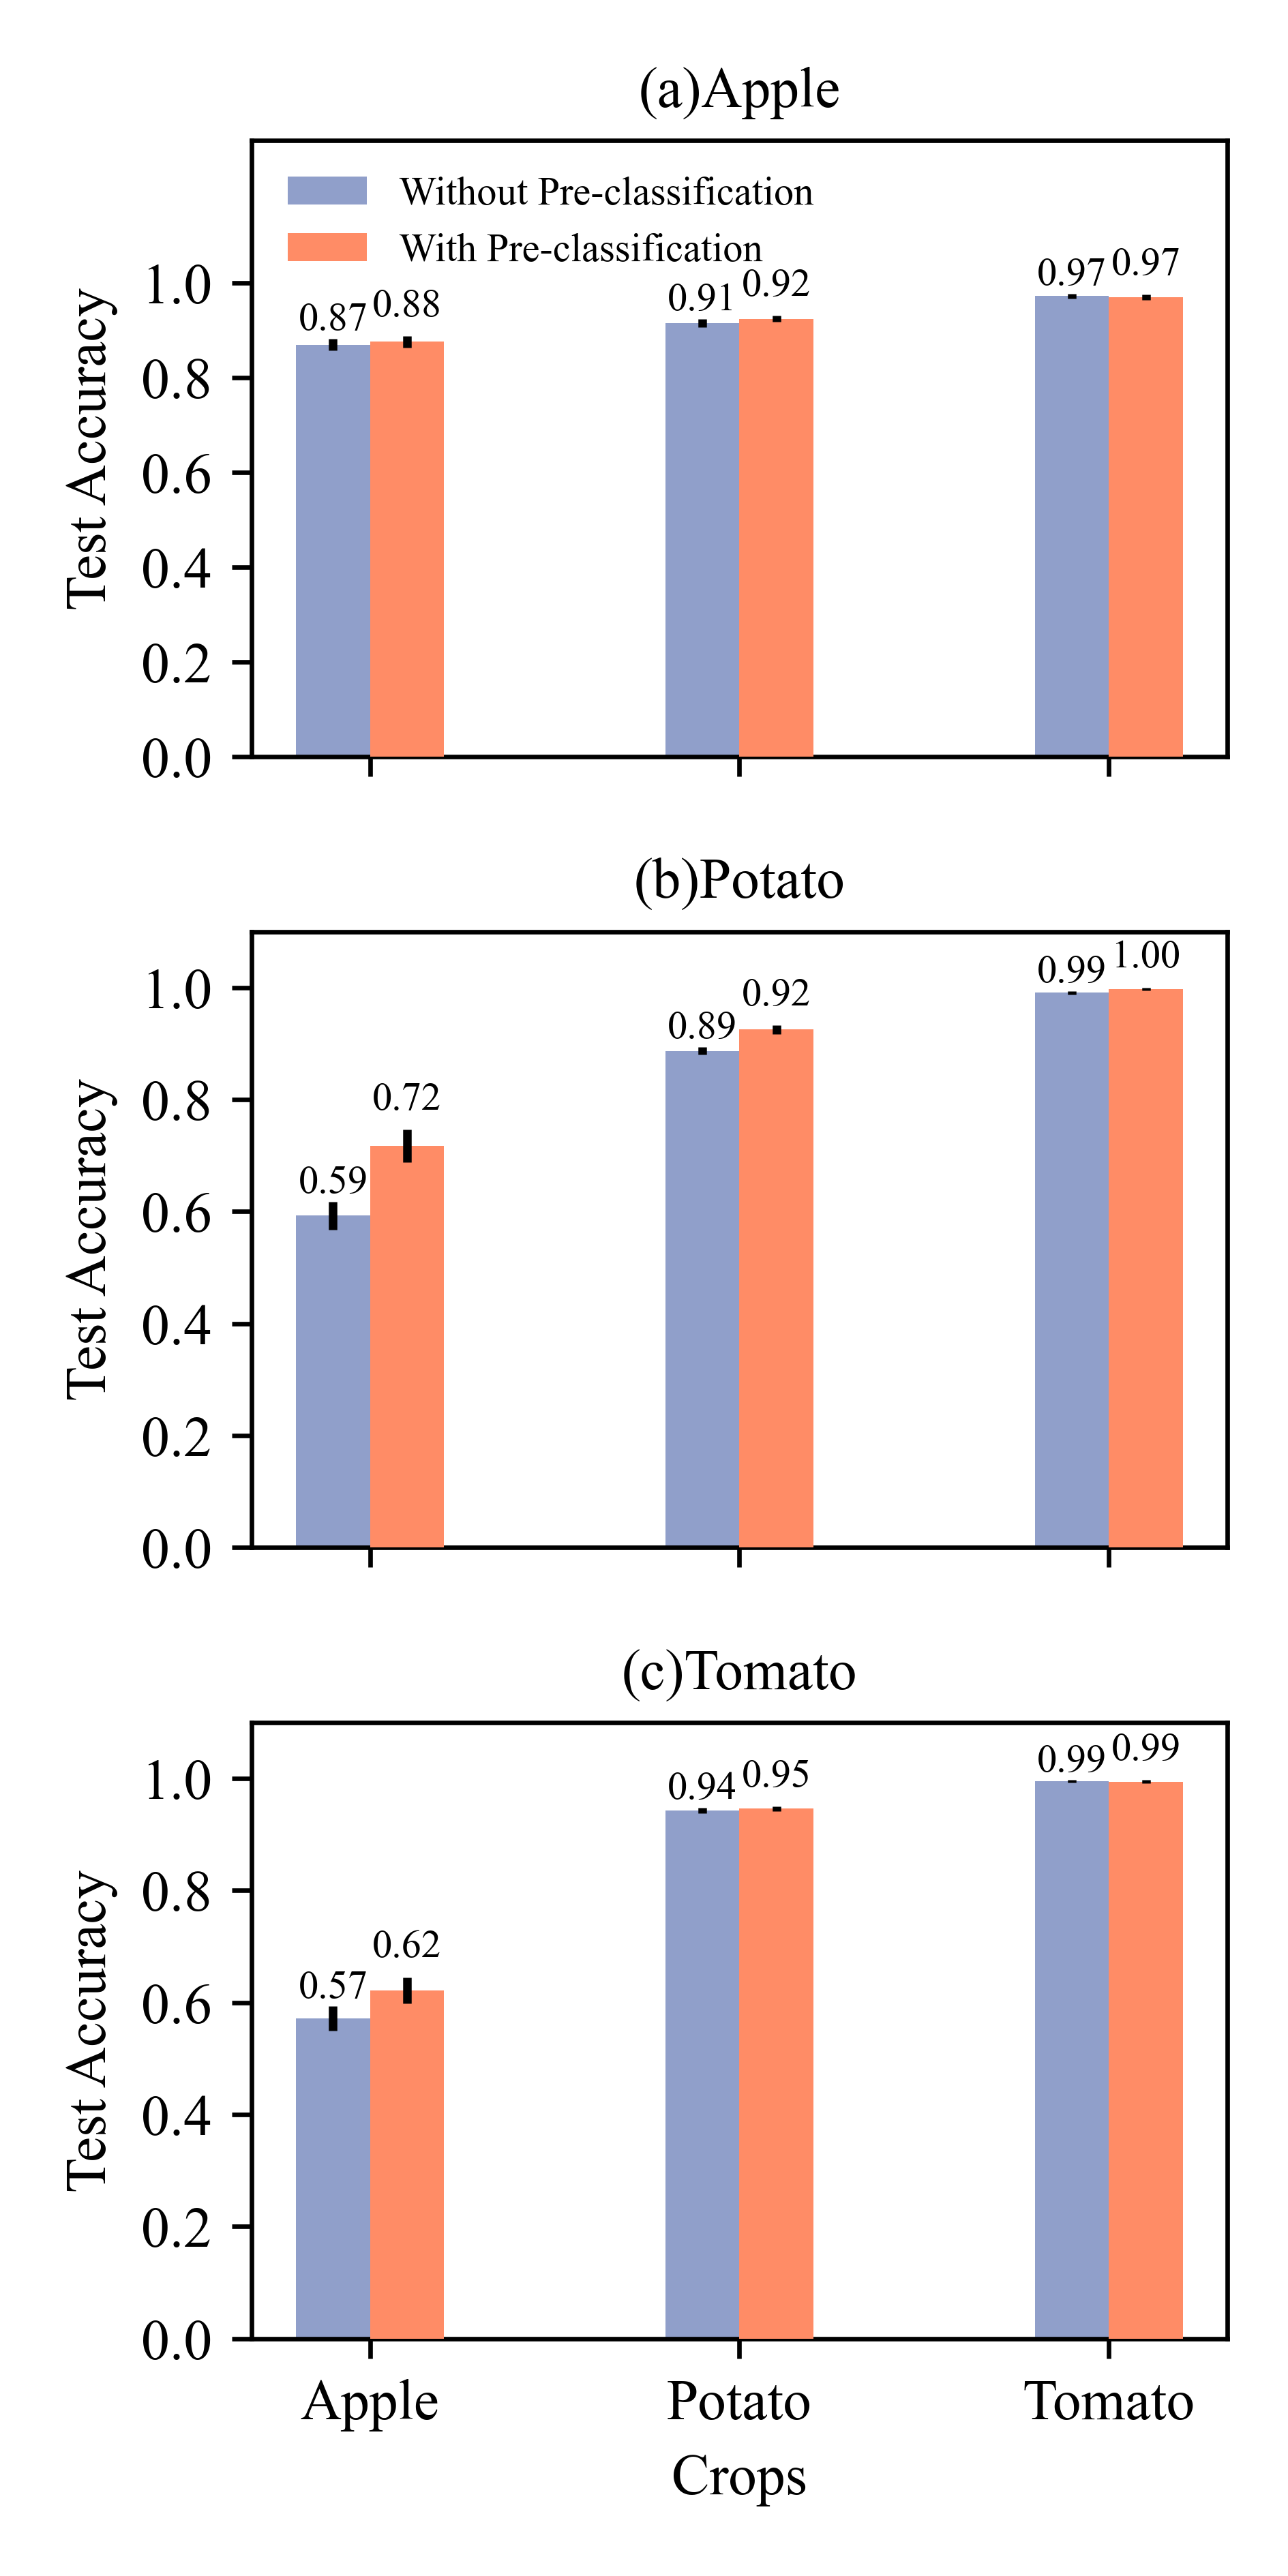 (a)Apple
Without Pre-classification
With Pre-classification
0.87 0.88 0.91 0.92 0.97 0.97
1.0
0.8
0.6
0.4
0.2
0.0
Test Accuracy
(b)Potato
0.59 0.72 0.89 0.92 0.99 1.00
1.0
0.8
0.6
0.4
0.2
0.0
Test Accuracy
(c)Tomato
0.57 0.62 0.94 0.95 0.99 0.99
1.0
0.8
0.6
0.4
0.2
0.0
Test Accuracy
Apple Potato Tomato
Crops